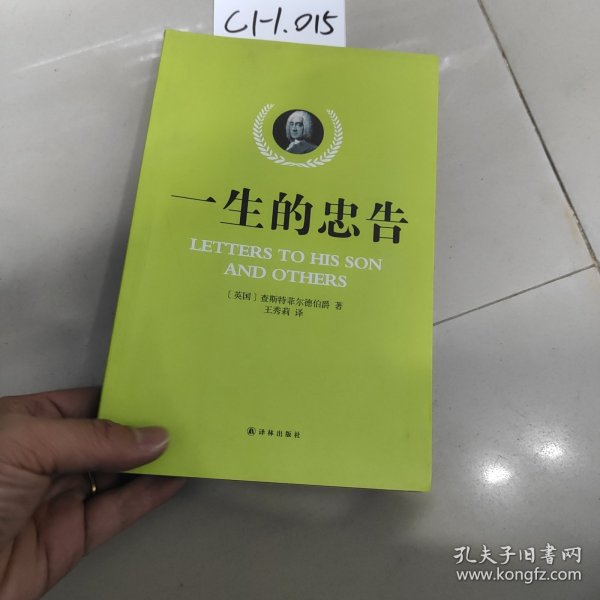 C1-1.015
一生的忠告
LETTERS TO HIS SON
AND OTHERS
〔英国〕查斯特菲尔德伯爵 著
王秀莉 译
译林出版社
孔夫子旧书网
www.kongfz.com